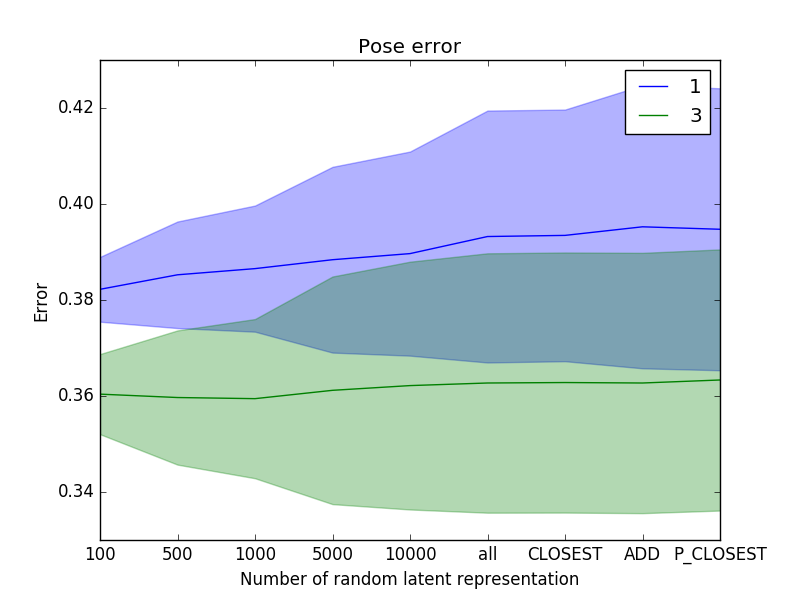 Pose error
1
3
0.42
0.40
0.38
0.36
0.34
Error
100 500 1000 5000 10000 all CLOSEST ADD P_CLOSEST
Number of random latent representation